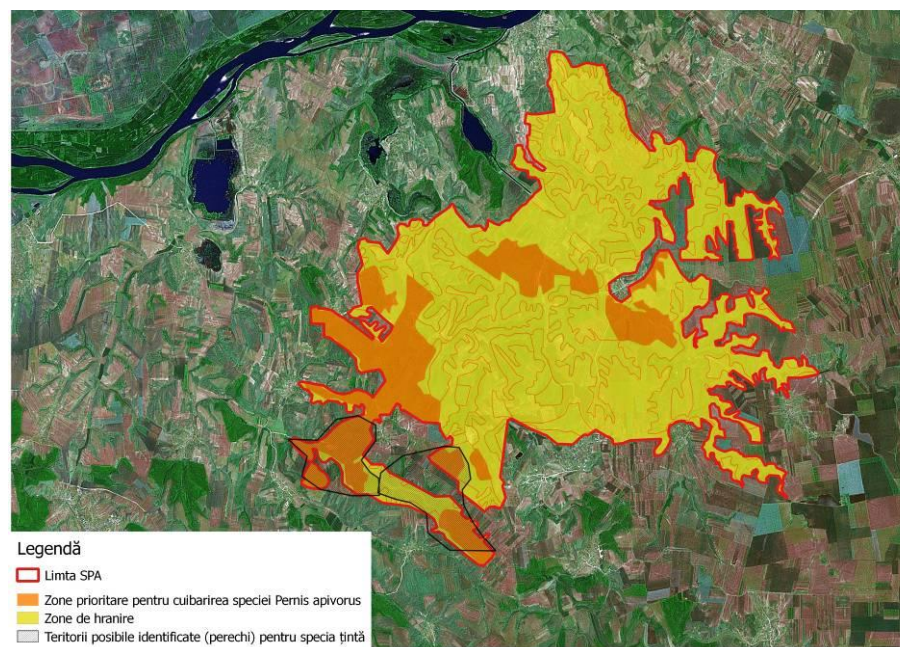 Legendă
Limta SPA
Zone prioritare pentru cuibarirea speciei Pernis apivorus
Zone de hranire
Teritorii posibile identificate (perechi) pentru specia țintă